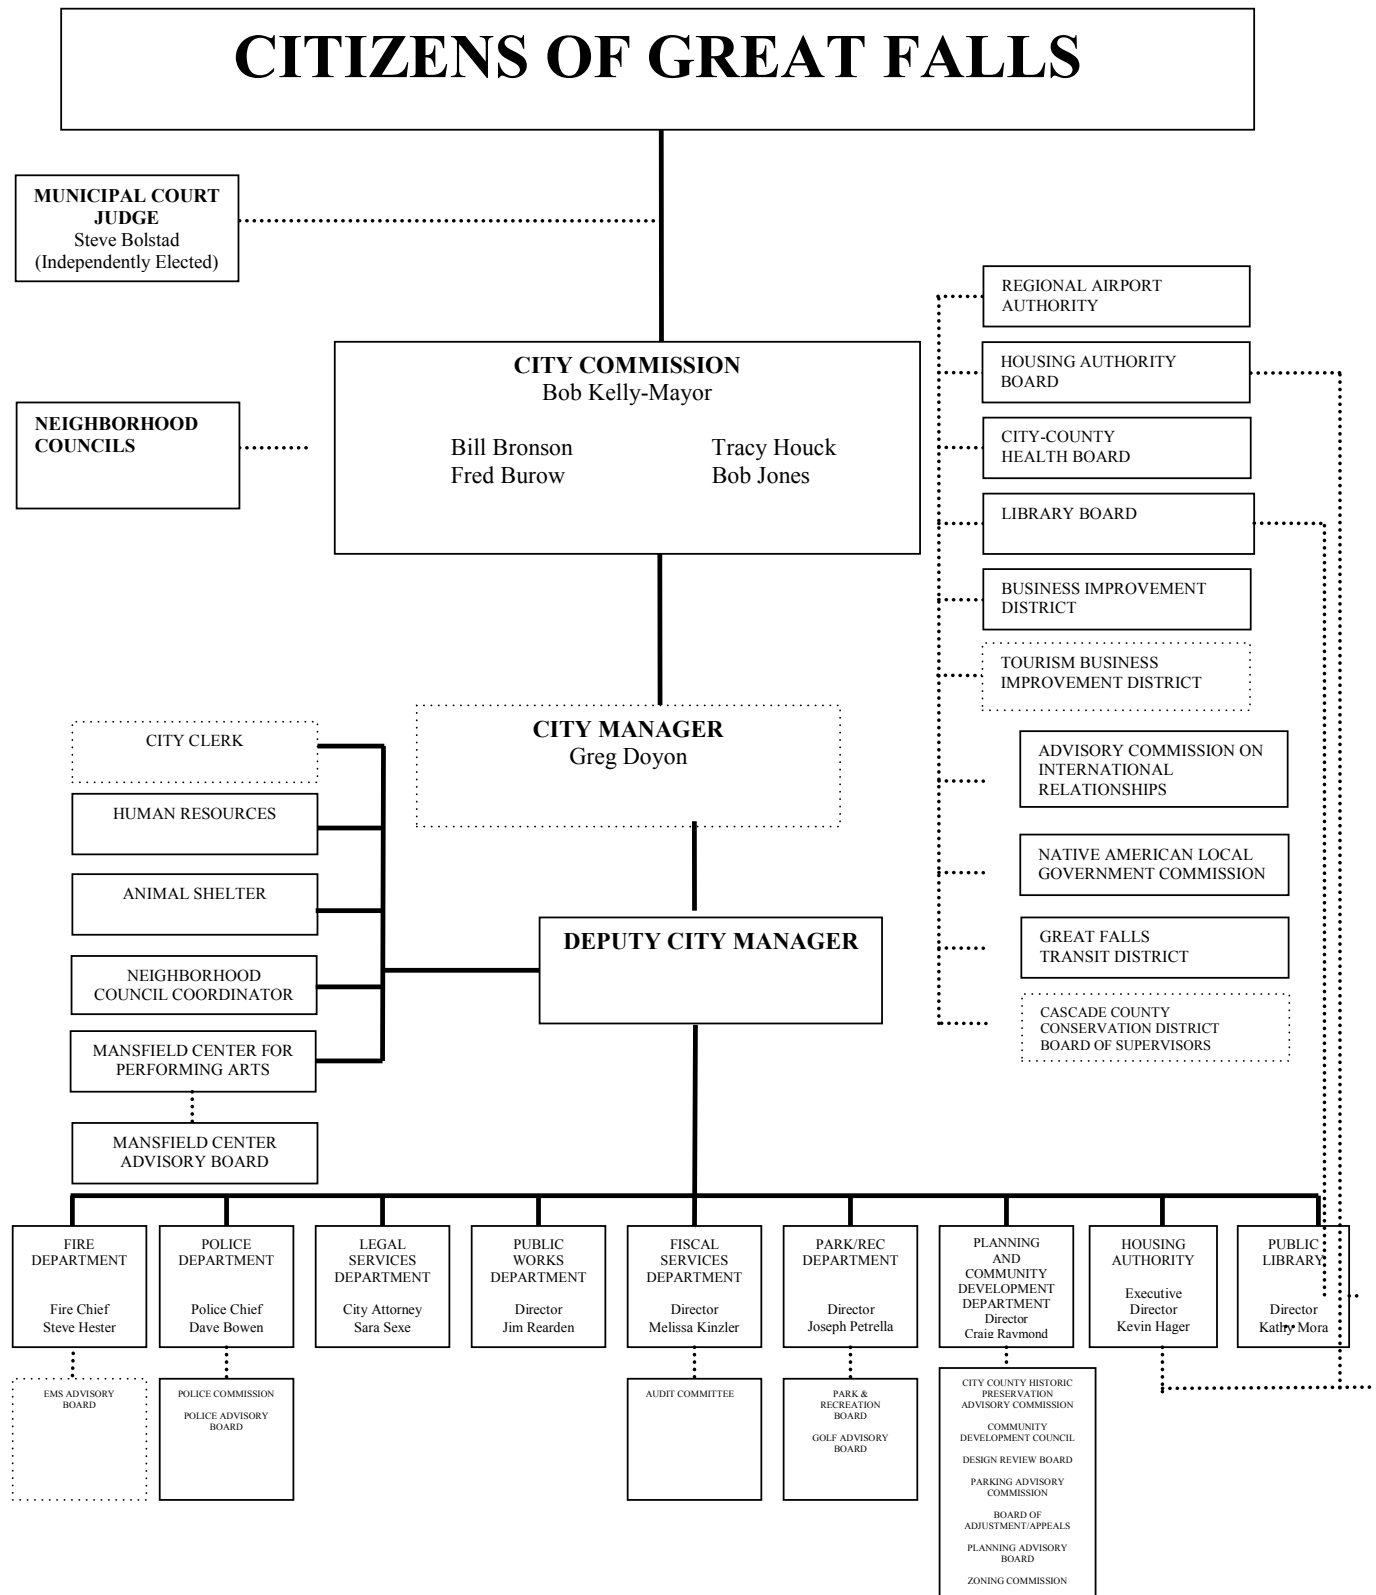 CITIZENS OF GREAT FALLS
MUNICIPAL COURT
JUDGE
Steve Bolstad
(Independently Elected)
REGIONAL AIRPORT
AUTHORITY
CITY COMMISSION
Bob Kelly-Mayor
Bill Bronson
Fred Burow
Tracy Houck
Bob Jones
HOUSING AUTHORITY
BOARD
NEIGHBORHOOD
COUNCILS
CITY-COUNTY
HEALTH BOARD
LIBRARY BOARD
BUSINESS IMPROVEMENT
DISTRICT
TOURISM BUSINESS
IMPROVEMENT DISTRICT
CITY MANAGER
Greg Doyon
CITY CLERK
ADVISORY COMMISSION ON
INTERNATIONAL
RELATIONSHIPS
HUMAN RESOURCES
NATIVE AMERICAN LOCAL
GOVERNMENT COMMISSION
ANIMAL SHELTER
DEPUTY CITY MANAGER
GREAT FALLS
TRANSIT DISTRICT
NEIGHBORHOOD
COUNCIL COORDINATOR
CASCADE COUNTY
CONSERVATION DISTRICT
BOARD OF SUPERVISORS
MANSFIELD CENTER FOR
PERFORMING ARTS
MANSFIELD CENTER
ADVISORY BOARD
FIRE
DEPARTMENT
Fire Chief
Steve Hester
POLICE
DEPARTMENT
Police Chief
Dave Bowen
LEGAL
SERVICES
DEPARTMENT
City Attorney
Sara Sexe
PUBLIC
WORKS
DEPARTMENT
Director
Jim Rearden
FISCAL
SERVICES
DEPARTMENT
Director
Melissa Kinzler
PARK/REC
DEPARTMENT
Director
Joseph Petrella
PLANNING
AND
COMMUNITY
DEVELOPMENT
DEPARTMENT
Director
Craig Raymond
HOUSING
AUTHORITY
Executive
Director
Kevin Hager
PUBLIC
LIBRARY
Director
Kathy Mora
EMS ADVISORY
BOARD
POLICE COMMISSION
POLICE ADVISORY
BOARD
AUDIT COMMITTEE
PARK &
RECREATION
BOARD
GOLF ADVISORY
BOARD
CITY COUNTY HISTORIC
PRESERVATION
ADVISORY COMMISSION
COMMUNITY
DEVELOPMENT COUNCIL
DESIGN REVIEW BOARD
PARKING ADVISORY
COMMISSION
BOARD OF
ADJUSTMENT/APPEALS
PLANNING ADVISORY
BOARD
ZONING COMMISSION